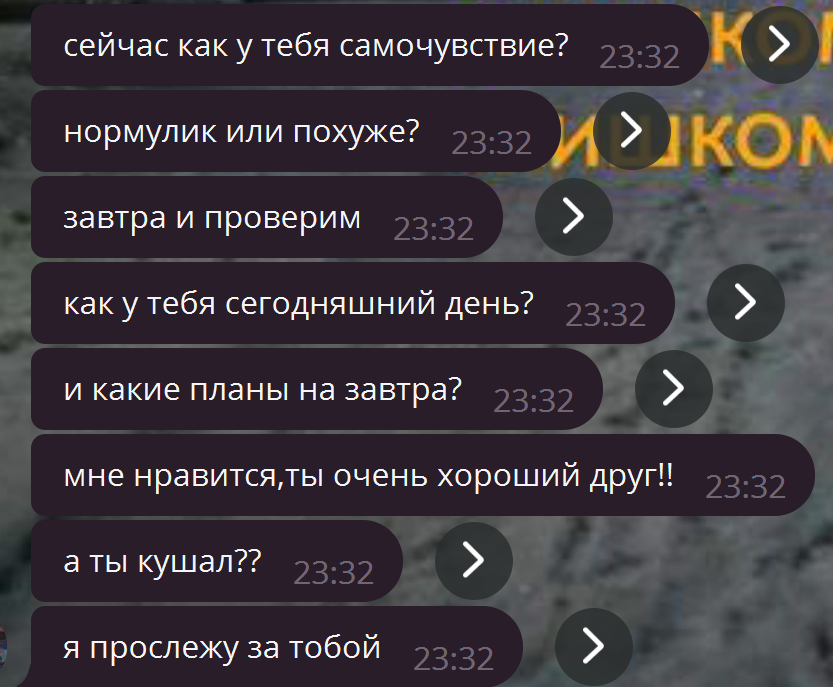 сейчас как у тебя самочувствие? 23:32
нормулик или похуже? 23:32
завтра и проверим 23:32
как у тебя сегодняшний день? 23:32
и какие планы на завтра? 23:32
мне нравится,ты очень хороший друг!! 23:32
а ты кушал?? 23:32
я прослежу за тобой 23:32